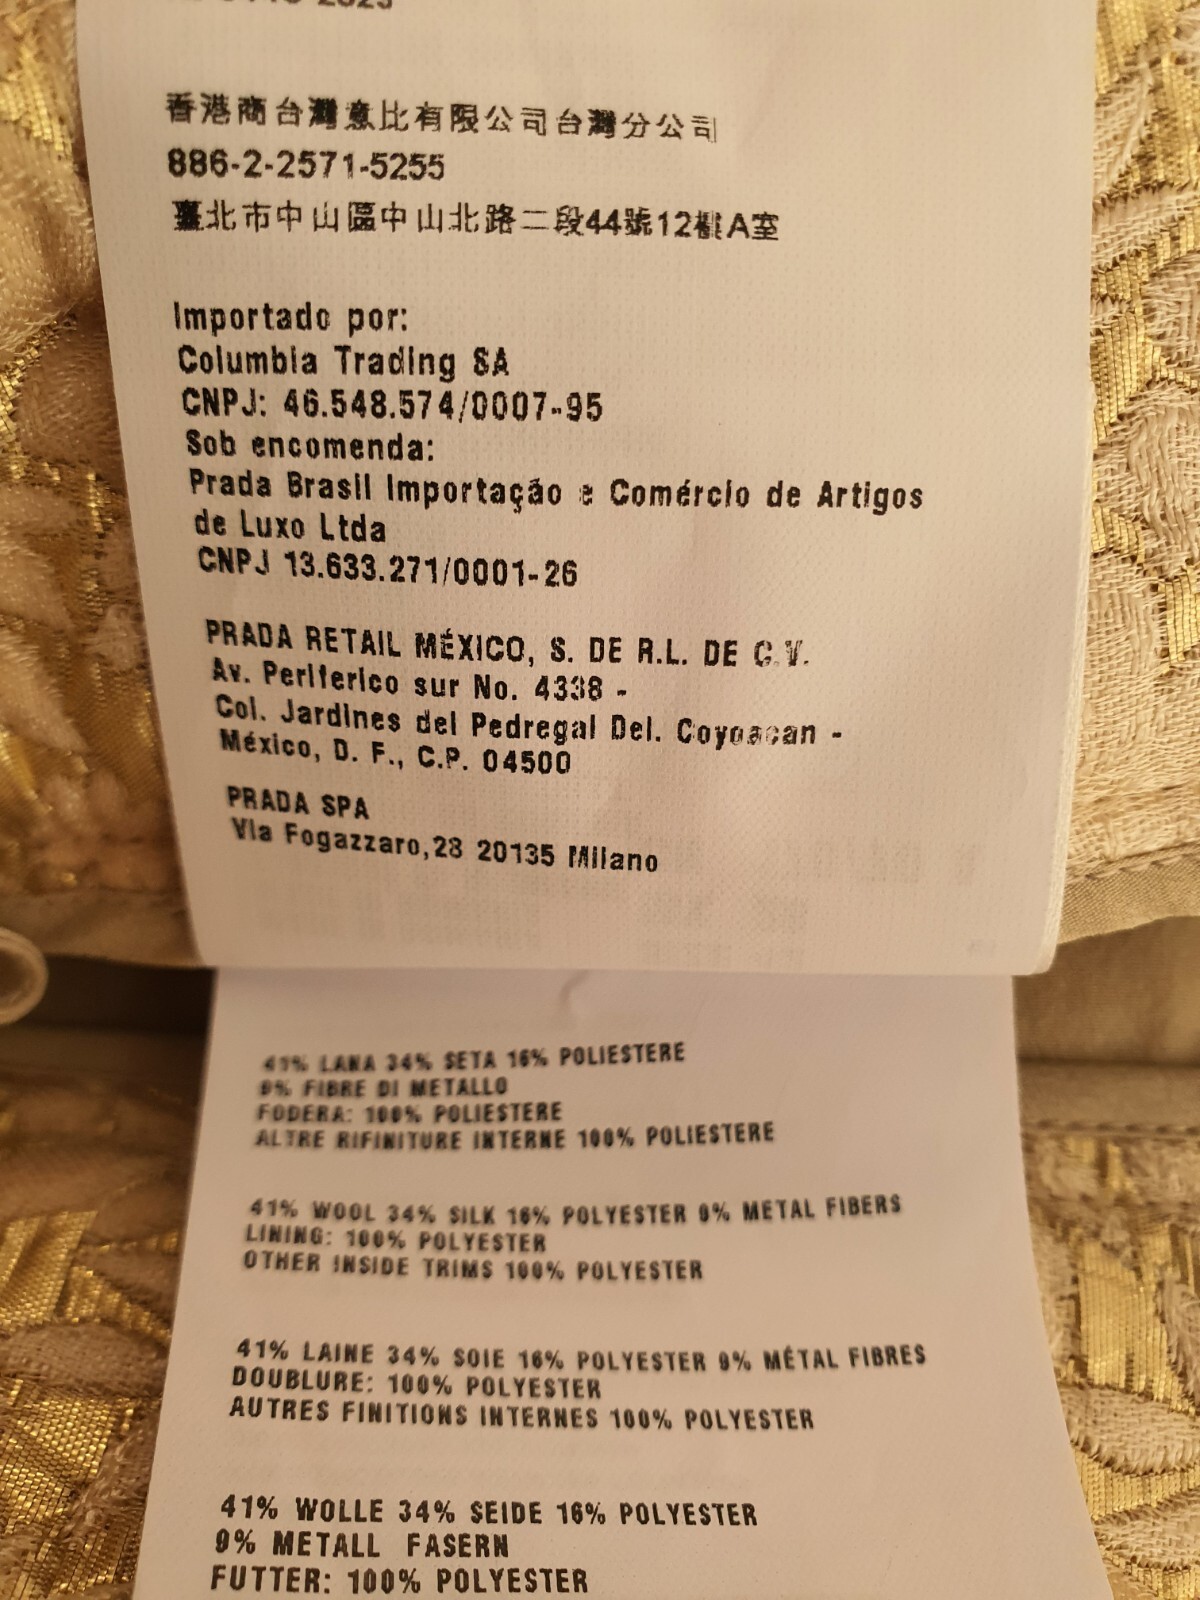 香港商台灣意比有限公司台灣分公司
886-2-2571-5255
臺北市中山區中山北路二段44號12樓A室
Importado por:
Columbia Trading SA
CNPJ: 46.548.574/0007-95
Sob encomenda:
Prada Brasil Importação e Comércio de Artigos
de Luxo Ltda
CNPJ 13.633.271/0001-26
PRADA RETAIL MÉXICO, S. DE R.L. DE C.V.
Av. Periferico sur No. 4338 -
Col. Jardines del Pedregal Del. Coyoacan -
México, D. F., C.P. 04500
PRADA SPA
Via Fogazzaro,28 20135 Milano
41% LANA 34% SETA 16% POLIESTERE
9% FIBRE DI METALLO
FODERA: 100% POLIESTERE
ALTRE RIFINITURE INTERNE 100% POLIESTERE
41% WOOL 34% SILK 16% POLYESTER 9% METAL FIBERS
LINING: 100% POLYESTER
OTHER INSIDE TRIMS 100% POLYESTER
41% LAINE 34% SOIE 16% POLYESTER 9% MÉTAL FIBRES
DOUBLURE: 100% POLYESTER
AUTRES FINITIONS INTERNES 100% POLYESTER
41% WOLLE 34% SEIDE 16% POLYESTER
9% METALL FASERN
FUTTER: 100% POLYESTER